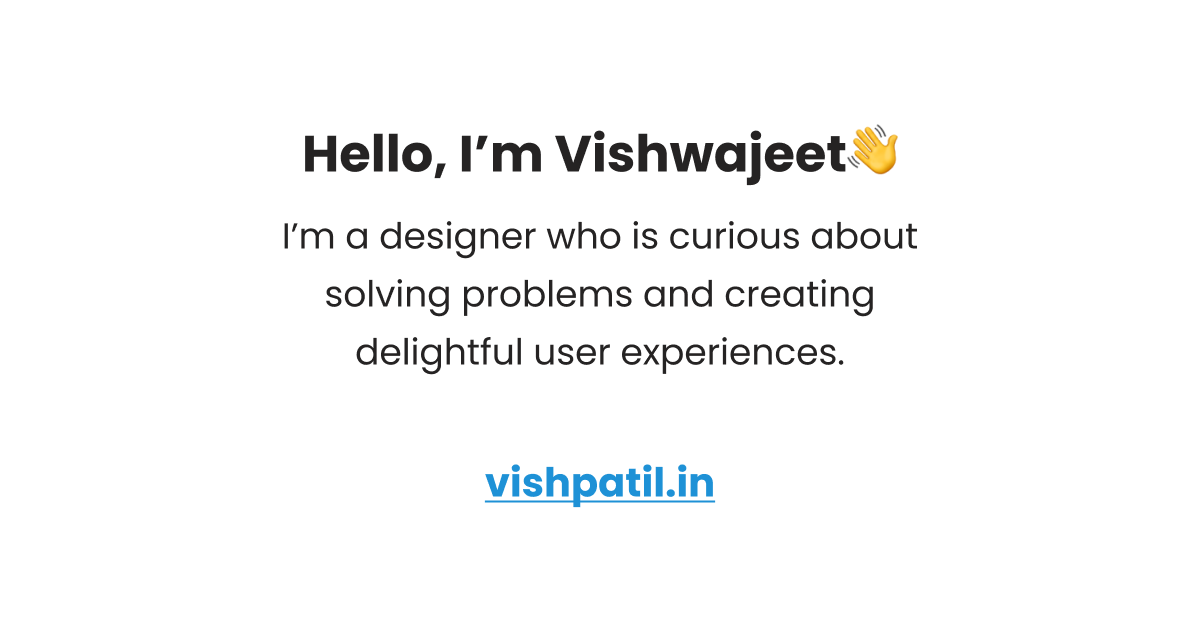 Hello, I’m Vishwajeet👋
I’m a designer who is curious about
solving problems and creating
delightful user experiences.
vishpatil.in